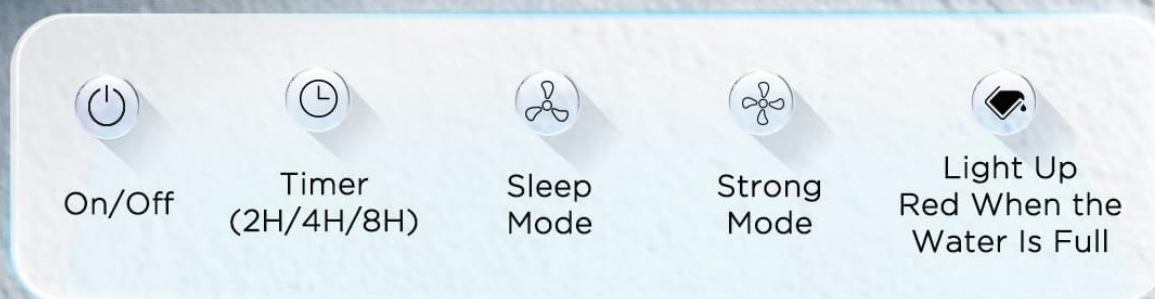 On/Off
Timer
(2H/4H/8H)
Sleep
Mode
Strong
Mode
Light Up
Red When the
Water Is Full